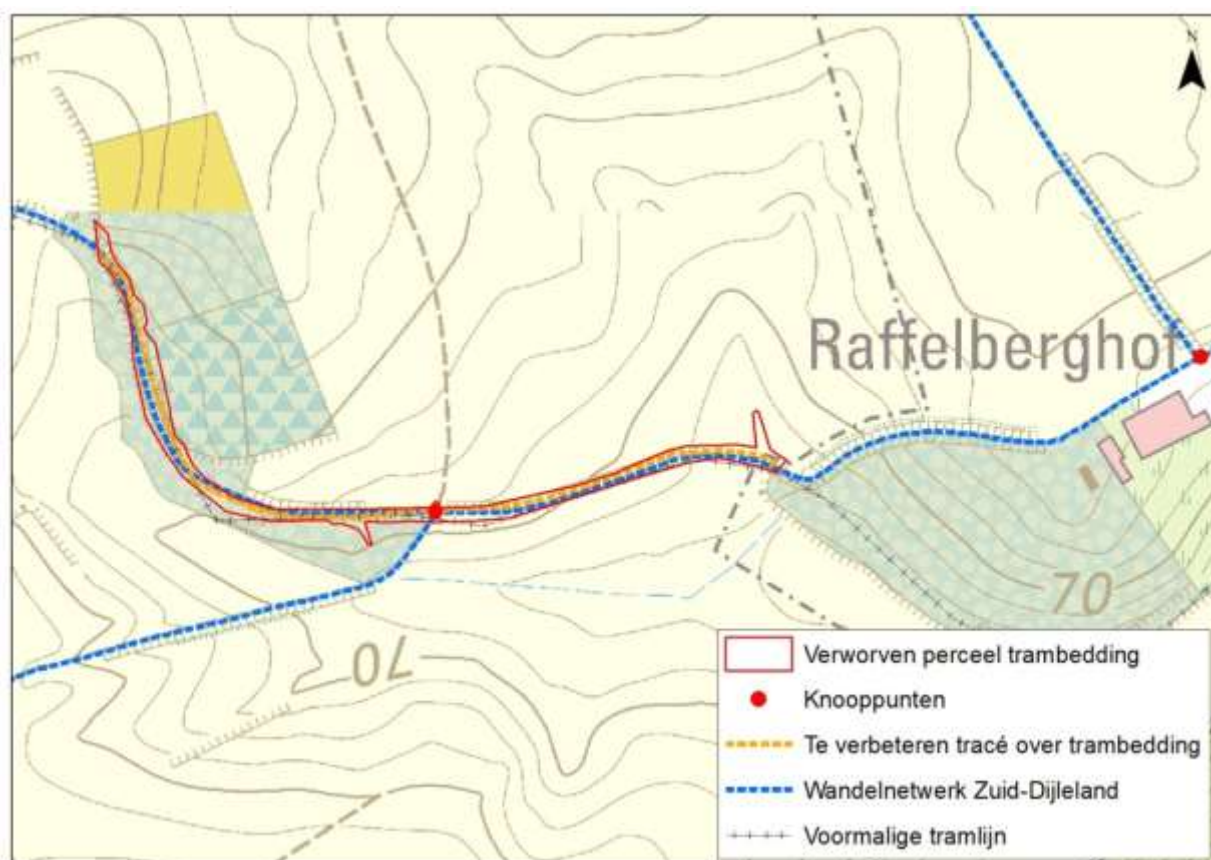 N
Raffelberghof
70
70
Verworven perceel trambedding
Knooppunten
Te verbeteren tracé over trambedding
Wandelnetwerk Zuid-Dijleland
Voormalige tramlijn